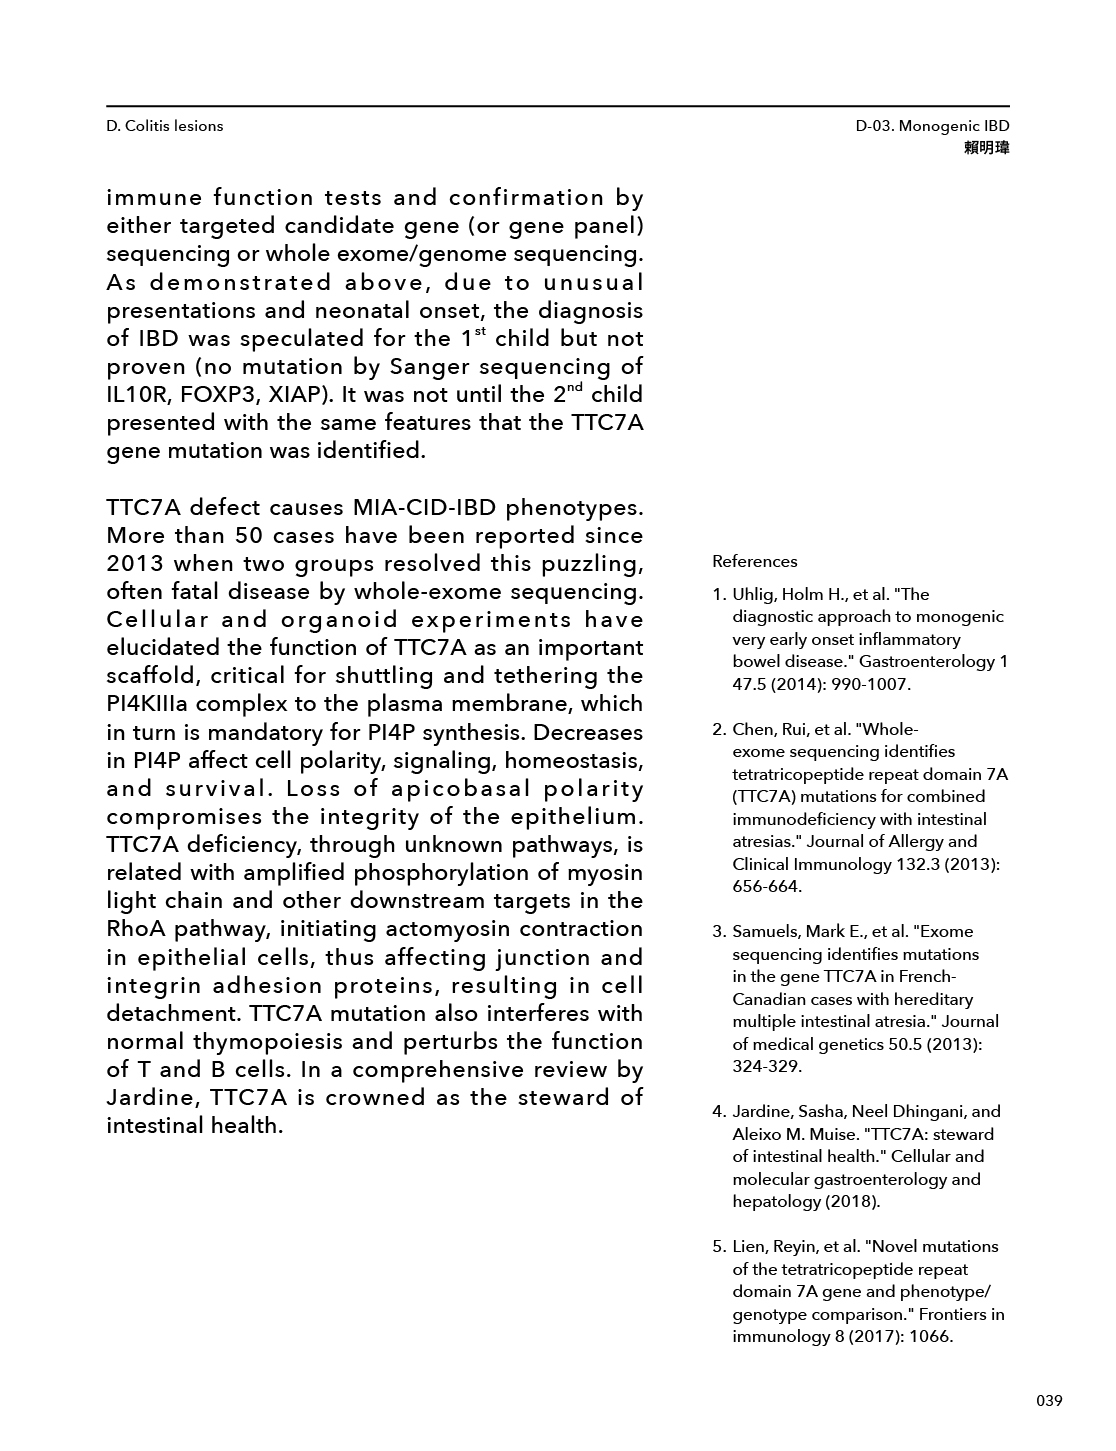 D. Colitis lesions
D-03. Monogenic IBD
賴明瑋
immune function tests and confirmation by
either targeted candidate gene (or gene panel)
sequencing or whole exome/genome sequencing.
As demonstrated above, due to unusual
presentations and neonatal onset, the diagnosis
of IBD was speculated for the 1st child but not
proven (no mutation by Sanger sequencing of
IL10R, FOXP3, XIAP). It was not until the 2nd child
presented with the same features that the TTC7A
gene mutation was identified.
TTC7A defect causes MIA-CID-IBD phenotypes.
More than 50 cases have been reported since
2013 when two groups resolved this puzzling,
often fatal disease by whole-exome sequencing.
Cellular and organoid experiments have
elucidated the function of TTC7A as an important
scaffold, critical for shuttling and tethering the
PI4KIIIa complex to the plasma membrane, which
in turn is mandatory for PI4P synthesis. Decreases
in PI4P affect cell polarity, signaling, homeostasis,
and survival. Loss of apicobasal polarity
compromises the integrity of the epithelium.
TTC7A deficiency, through unknown pathways, is
related with amplified phosphorylation of myosin
light chain and other downstream targets in the
RhoA pathway, initiating actomyosin contraction
in epithelial cells, thus affecting junction and
integrin adhesion proteins, resulting in cell
detachment. TTC7A mutation also interferes with
normal thymopoiesis and perturbs the function
of T and B cells. In a comprehensive review by
Jardine, TTC7A is crowned as the steward of
intestinal health.
References
1. Uhlig, Holm H., et al. "The
diagnostic approach to monogenic
very early onset inflammatory
bowel disease." Gastroenterology 1
47.5 (2014): 990-1007.
2. Chen, Rui, et al. "Whole-
exome sequencing identifies
tetratricopeptide repeat domain 7A
(TTC7A) mutations for combined
immunodeficiency with intestinal
atresias." Journal of Allergy and
Clinical Immunology 132.3 (2013):
656-664.
3. Samuels, Mark E., et al. "Exome
sequencing identifies mutations
in the gene TTC7A in French-
Canadian cases with hereditary
multiple intestinal atresia." Journal
of medical genetics 50.5 (2013):
324-329.
4. Jardine, Sasha, Neel Dhingani, and
Aleixo M. Muise. "TTC7A: steward
of intestinal health." Cellular and
molecular gastroenterology and
hepatology (2018).
5. Lien, Reyin, et al. "Novel mutations
of the tetratricopeptide repeat
domain 7A gene and phenotype/
genotype comparison." Frontiers in
immunology 8 (2017): 1066.
039